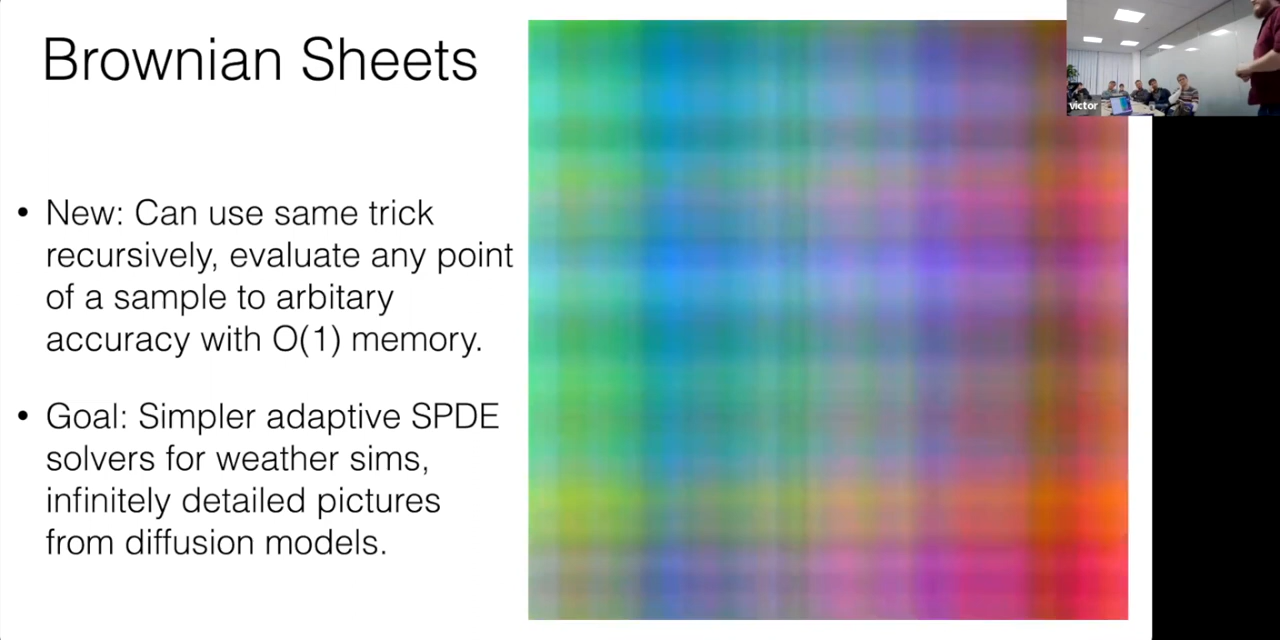 Brownian Sheets
• New: Can use same trick
recursively, evaluate any point
of a sample to arbitary
accuracy with O(1) memory.
• Goal: Simpler adaptive SPDE
solvers for weather sims,
infinitely detailed pictures
from diffusion models.
victor